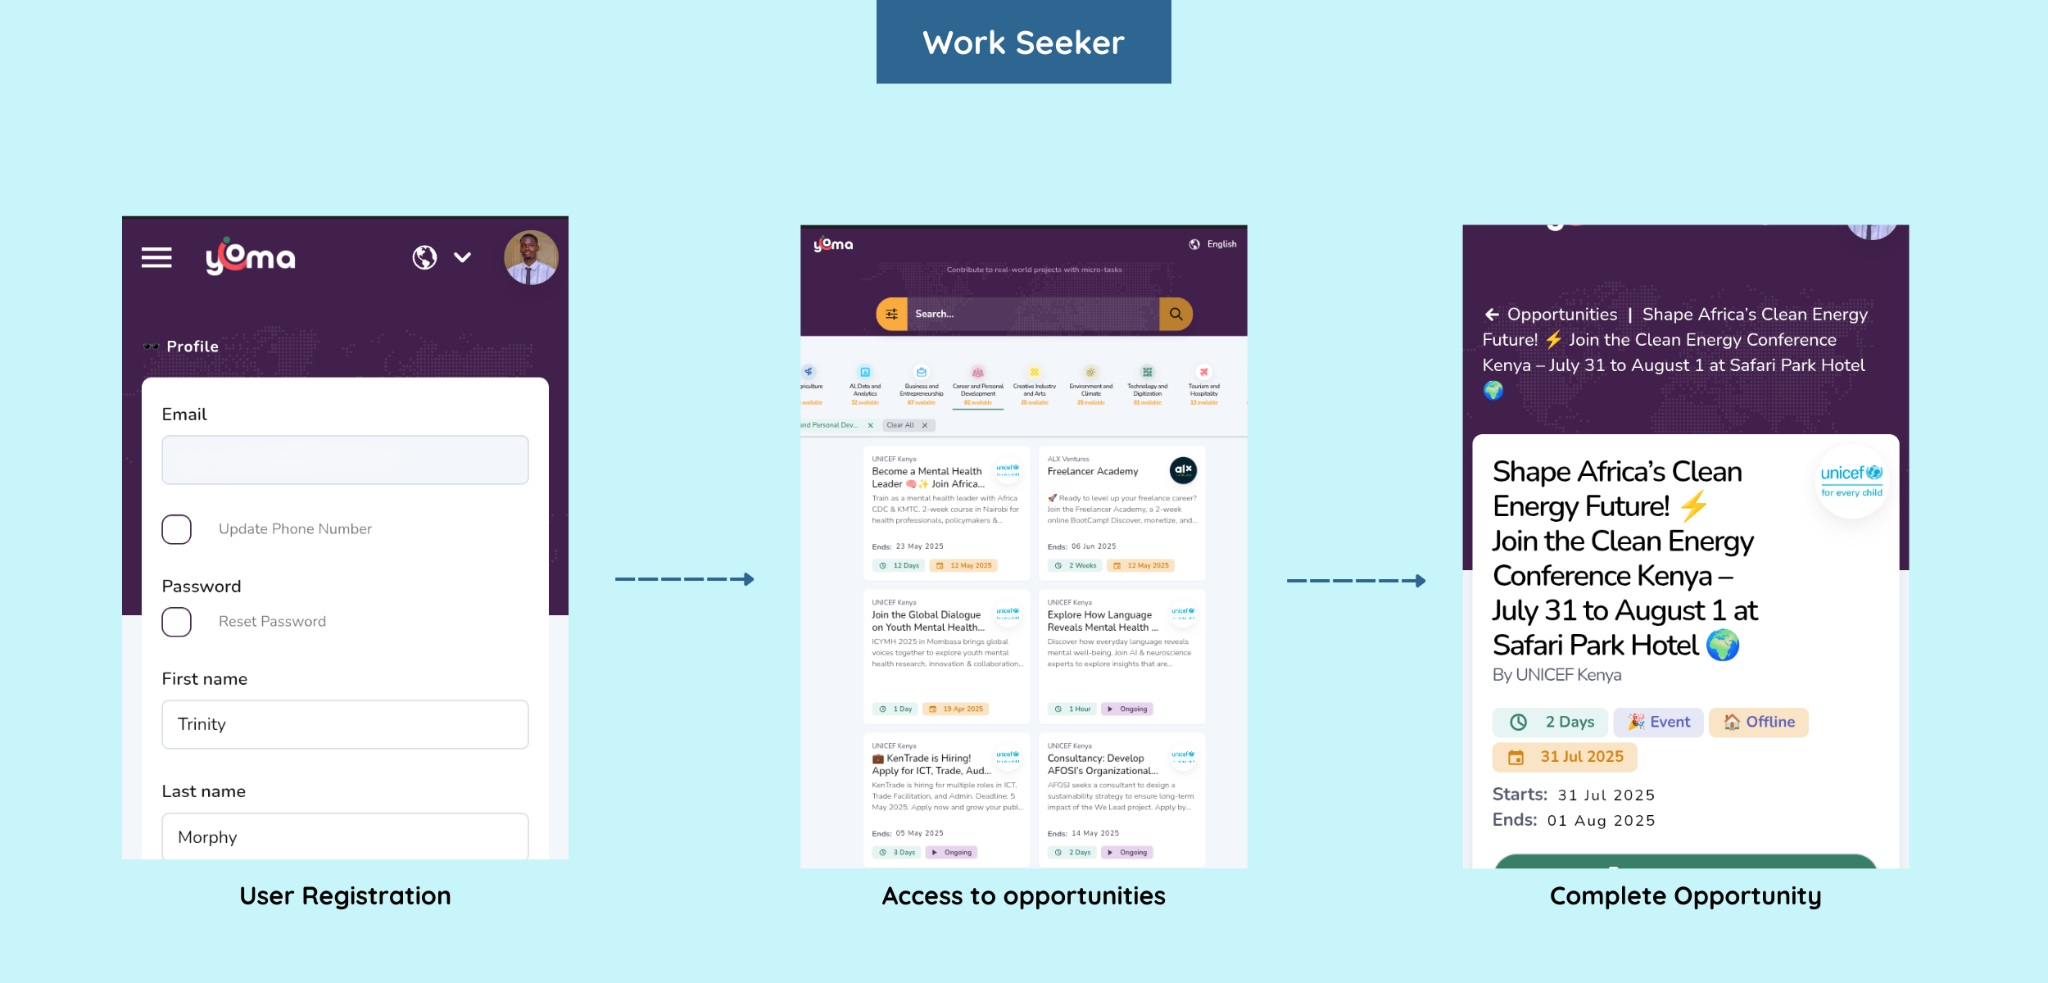 Work Seeker
yoma
Profile
Email
Update Phone Number
Password
Reset Password
First name
Trinity
Last name
Morphy
User Registration
yoma
English
Contribute to real-world projects with micro-tasks
Search...
AI, Data and
Analytics
32 available
Business and
Entrepreneurship
67 available
Career and Personal
Development
Creative Industry
and Arts
Environment and
Climate
Technology and
Digitization
Tourism and
Hospitality
and Personal Dev... X
Clear All X
UNICEF Kenya
Become a Mental Health
Leader 🧠✨ Join Africa...
unicef
Train as a mental health leader with Africa
CDC & KMTC. 2-week course in Nairobi for
health professionals, policymakers &...
Ends: 23 May 2025
12 Days
12 May 2025
ALX Ventures
Freelancer Academy
alx
🚀 Ready to level up your freelance career?
Join the Freelancer Academy, a 2-week
online BootCamp! Discover, monetize, and...
Ends: 06 Jun 2025
2 Weeks
12 May 2025
UNICEF Kenya
Join the Global Dialogue
on Youth Mental Health...
unicef
ICYMH 2025 in Mombasa brings global
voices together to explore youth mental
health research, innovation & collaboration...
1 Day
19 Apr 2025
UNICEF Kenya
Explore How Language
Reveals Mental Health ...
unicef
Discover how everyday language reveals
mental well-being. Join AI & neuroscience
experts to explore insights that are...
1 Hour
Ongoing
UNICEF Kenya
💼 KenTrade is Hiring!
Apply for ICT, Trade, Aud...
unicef
KenTrade is hiring for multiple roles in ICT,
Trade Facilitation, and Admin. Deadline: 5
May 2025. Apply now and grow your publ...
Ends: 05 May 2025
3 Days
Ongoing
UNICEF Kenya
Consultancy: Develop
AFOSI's Organizational...
unicef
AFOSI seeks a consultant to design a
sustainability strategy to ensure long-term
impact of the We Lead project. Apply by...
Ends: 14 May 2025
2 Days
Ongoing
Access to opportunities
← Opportunities | Shape Africa's Clean Energy
Future! ⚡ Join the Clean Energy Conference
Kenya – July 31 to August 1 at Safari Park Hotel
🌍
Shape Africa's Clean
Energy Future! ⚡
Join the Clean Energy
Conference Kenya –
July 31 to August 1 at
Safari Park Hotel 🌍
unicef
for every child
By UNICEF Kenya
2 Days
🎉 Event
🏠 Offline
31 Jul 2025
Starts: 31 Jul 2025
Ends: 01 Aug 2025
Complete Opportunity